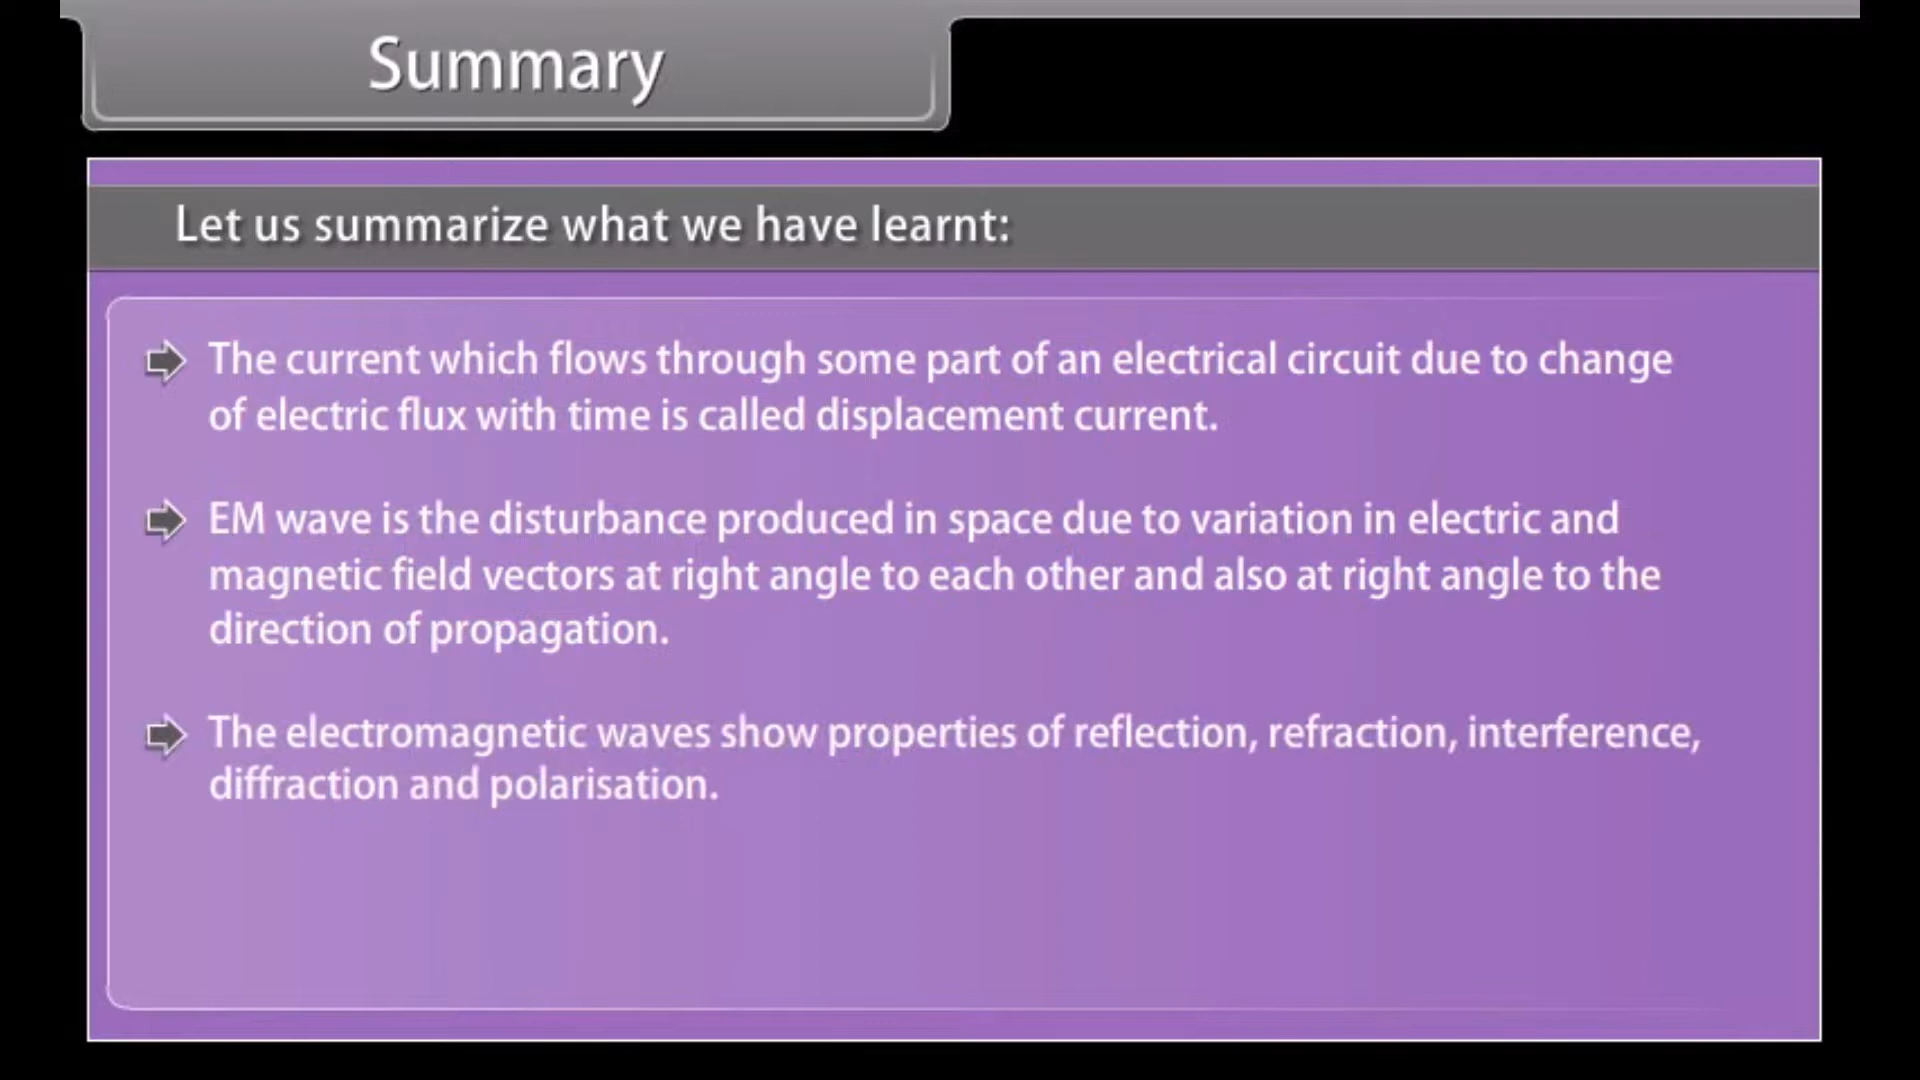 Summary
Let us summarize what we have learnt:
The current which flows through some part of an electrical circuit due to change
of electric flux with time is called displacement current.
EM wave is the disturbance produced in space due to variation in electric and
magnetic field vectors at right angle to each other and also at right angle to the
direction of propagation.
The electromagnetic waves show properties of reflection, refraction, interference,
diffraction and polarisation.